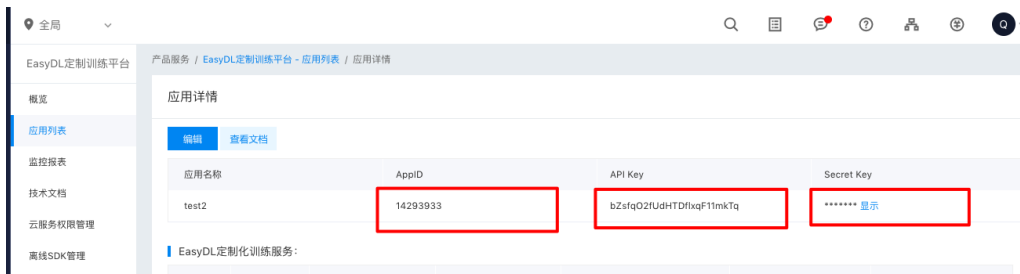 全局
Q
EasyDL定制训练平台
产品服务 / EasyDL定制训练平台 - 应用列表 / 应用详情
概览
应用列表
监控报表
技术文档
云服务权限管理
离线SDK管理
应用详情
编辑 查看文档
应用名称 AppID API Key Secret Key
test2 14293933 bZsfqO2fUdHTDflxqF11mkTq ******* 显示
EasyDL定制化训练服务: